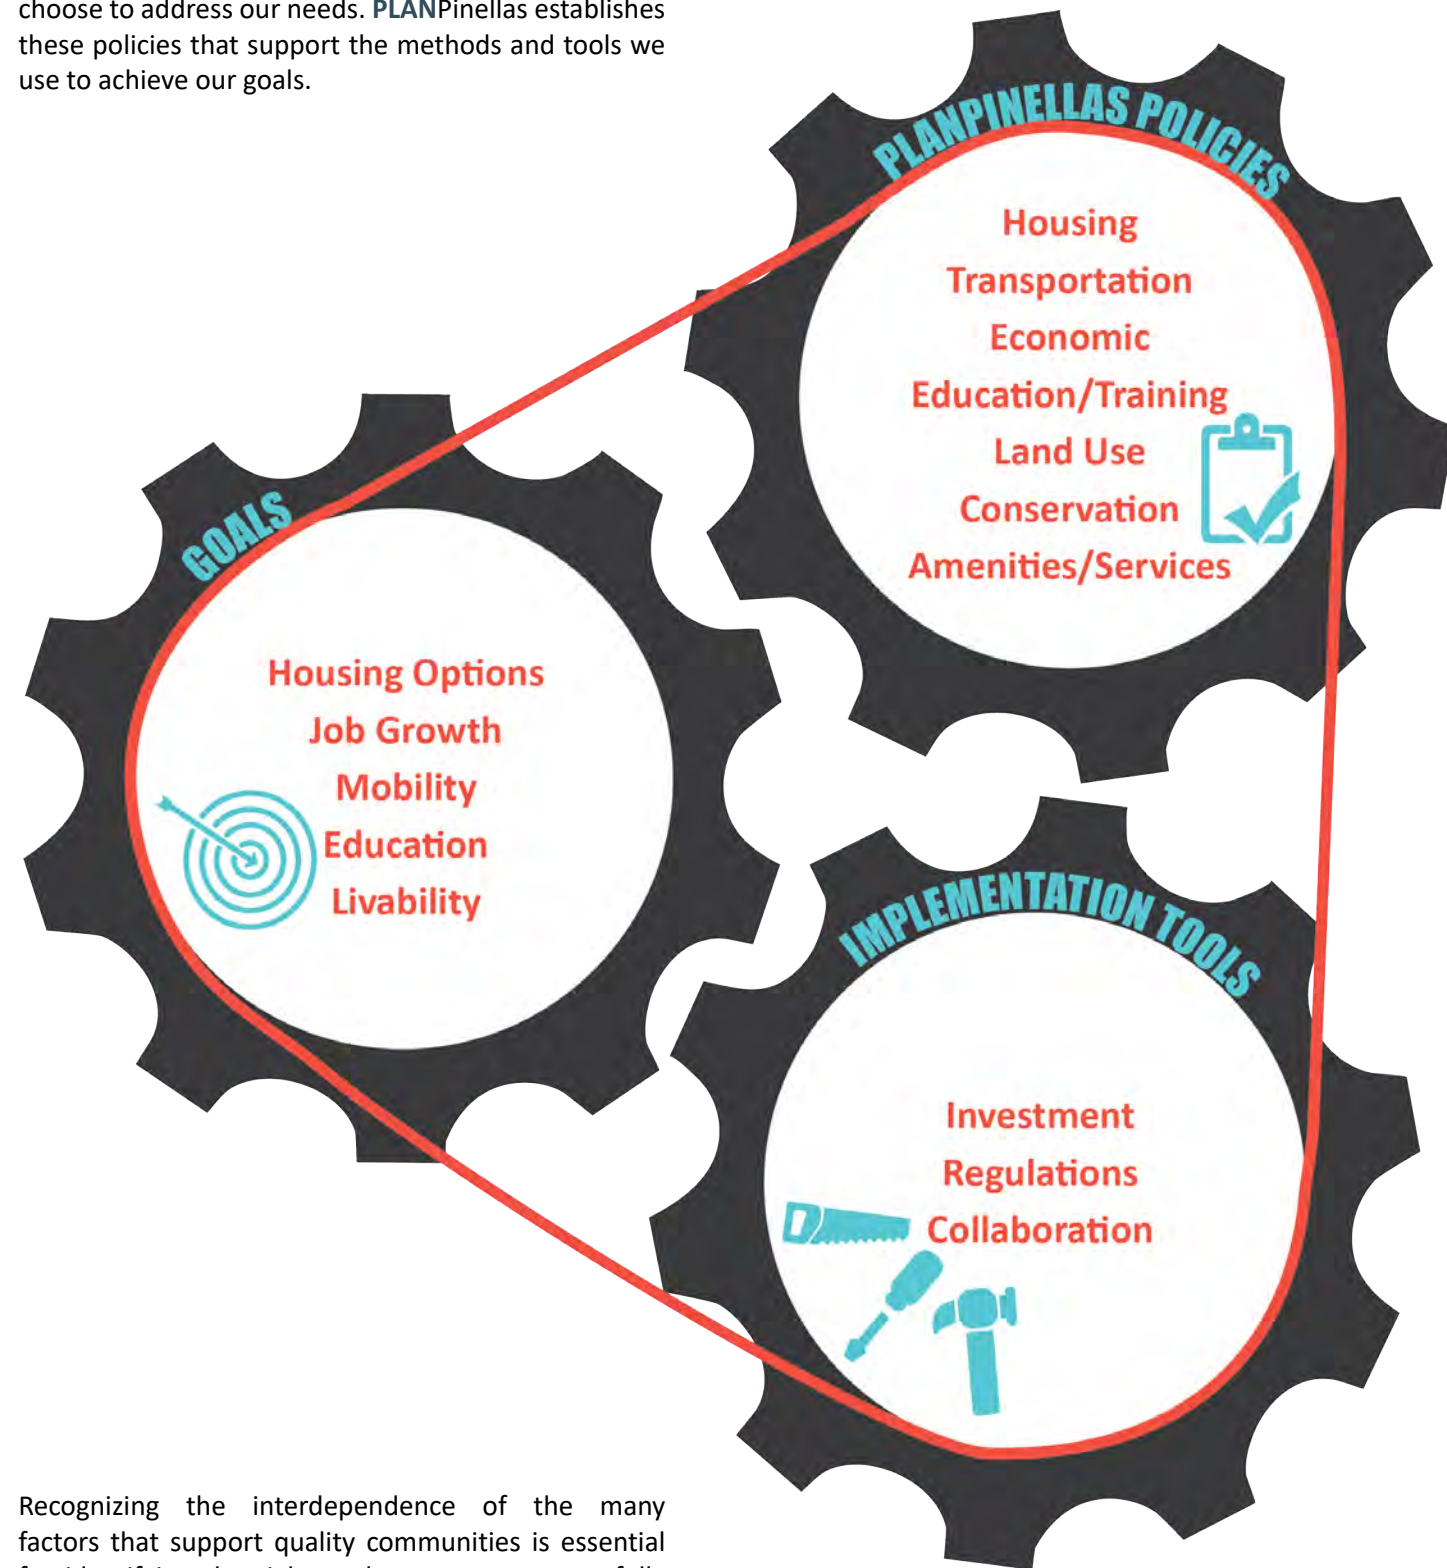 choose to address our needs. PLANPinellas establishes
these policies that support the methods and tools we
use to achieve our goals.
PLANPINELLAS POLICIES
Housing
Transportation
Economic
Education/Training
Land Use
Conservation
Amenities/Services
GOALS
Housing Options
Job Growth
Mobility
Education
Livability
IMPLEMENTATION TOOLS
Investment
Regulations
Collaboration
Recognizing the interdependence of the many
factors that support quality communities is essential